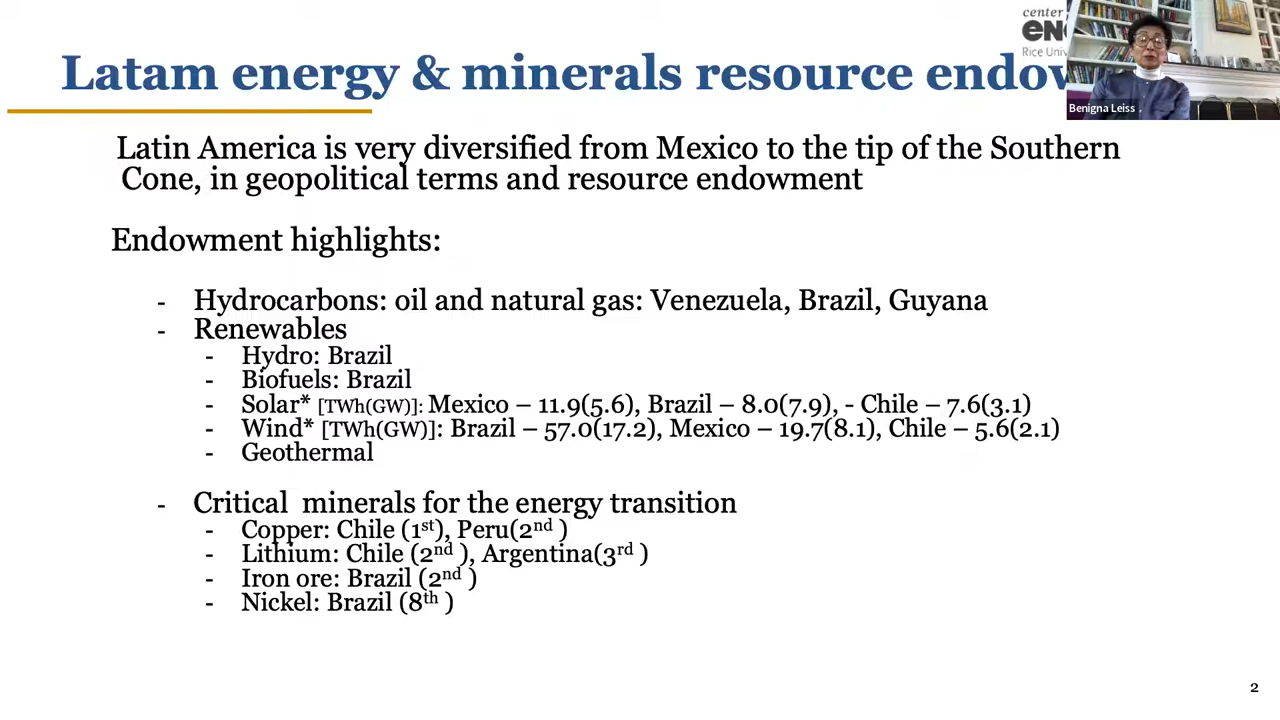 center
Rice Univ
Latam energy & minerals resource endow
Benigna Leiss .
Latin America is very diversified from Mexico to the tip of the Southern
Cone, in geopolitical terms and resource endowment
Endowment highlights:
- Hydrocarbons: oil and natural gas: Venezuela, Brazil, Guyana
- Renewables
- Hydro: Brazil
- Biofuels: Brazil
- Solar* [TWh(GW)]: Mexico – 11.9(5.6), Brazil – 8.0(7.9), - Chile – 7.6(3.1)
- Wind* [TWh(GW)]: Brazil – 57.0(17.2), Mexico – 19.7(8.1), Chile – 5.6(2.1)
- Geothermal
- Critical minerals for the energy transition
- Copper: Chile (1st), Peru(2nd )
- Lithium: Chile (2nd ), Argentina(3rd )
- Iron ore: Brazil (2nd )
- Nickel: Brazil (8th )
2